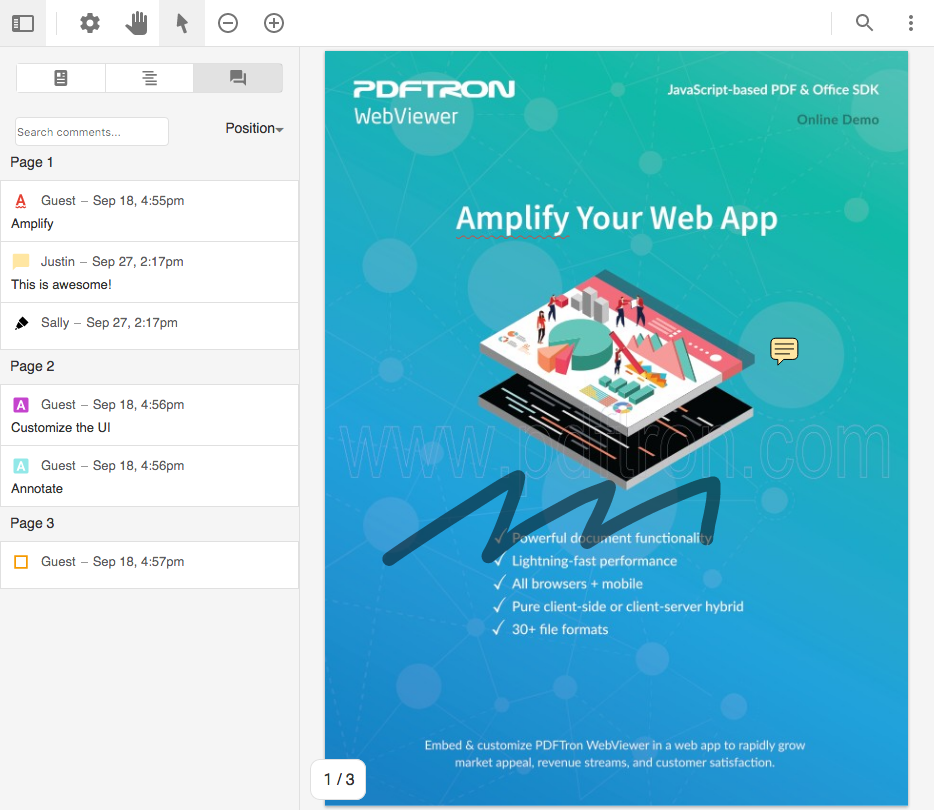 Search comments...
Position
Page 1
A Guest – Sep 18, 4:55pm
Amplify
Justin – Sep 27, 2:17pm
This is awesome!
Sally – Sep 27, 2:17pm
Page 2
A Guest – Sep 18, 4:56pm
Customize the UI
A Guest – Sep 18, 4:56pm
Annotate
Page 3
Guest – Sep 18, 4:57pm
PDFTRON
WebViewer
JavaScript-based PDF & Office SDK
Online Demo
Amplify Your Web App
www.pdftron.com
✓ Powerful document functionality
✓ Lightning-fast performance
✓ All browsers + mobile
✓ Pure client-side or client-server hybrid
✓ 30+ file formats
Embed & customize PDFTron WebViewer in a web app to rapidly grow
market appeal, revenue streams, and customer satisfaction.
1 / 3